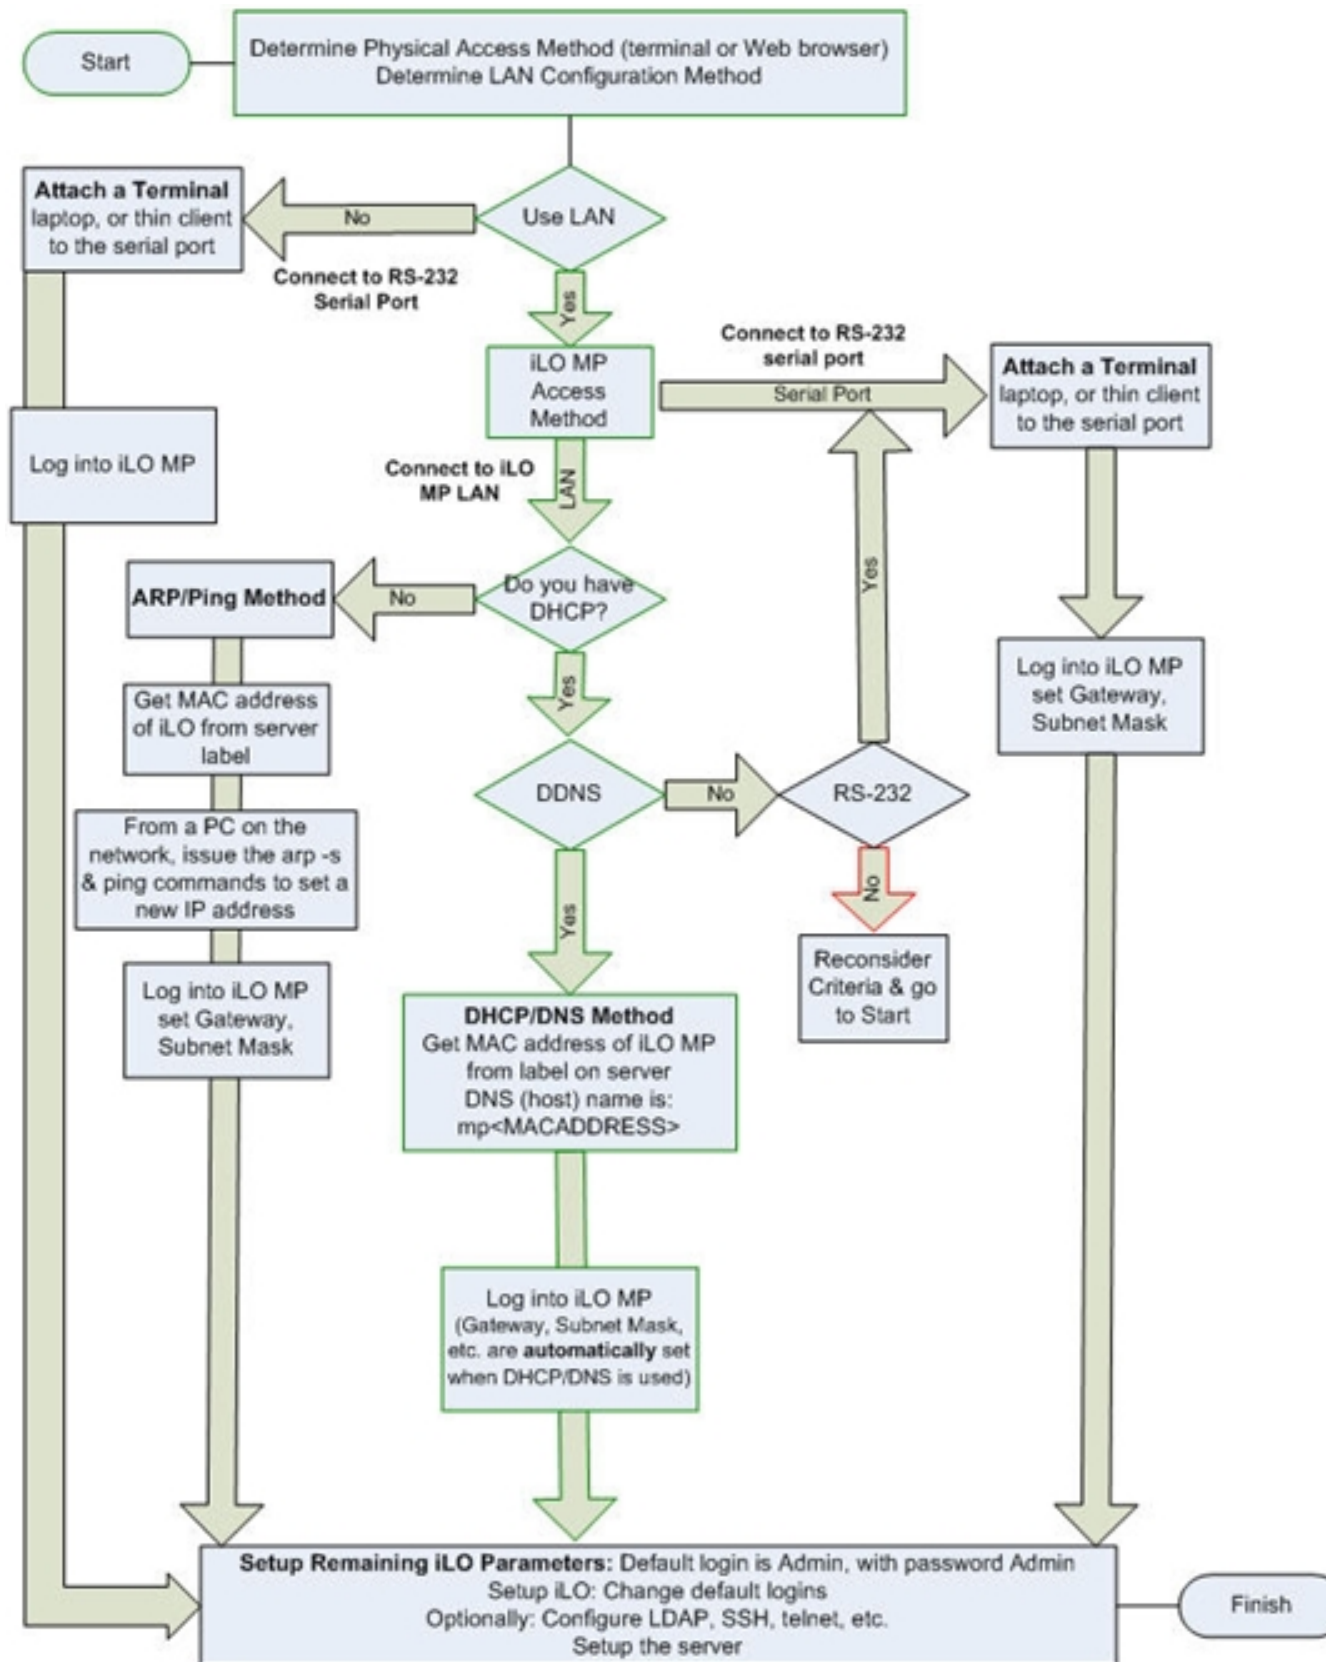 Start
Determine Physical Access Method (terminal or Web browser)
Determine LAN Configuration Method
Use LAN
No
Connect to RS-232
Serial Port
Attach a Terminal
laptop, or thin client
to the serial port
Log into iLO MP
Yes
iLO MP
Access
Method
Connect to RS-232
serial port
Serial Port
Attach a Terminal
laptop, or thin client
to the serial port
Log into iLO MP
set Gateway,
Subnet Mask
Connect to iLO
MP LAN
LAN
Do you have
DHCP?
No
ARP/Ping Method
Get MAC address
of iLO from server
label
From a PC on the
network, issue the arp -s
& ping commands to set a
new IP address
Log into iLO MP
set Gateway,
Subnet Mask
Yes
DDNS
No
RS-232
Yes
No
Reconsider
Criteria & go
to Start
Yes
DHCP/DNS Method
Get MAC address of iLO MP
from label on server
DNS (host) name is:
mp<MACADDRESS>
Log into iLO MP
(Gateway, Subnet Mask,
etc. are automatically set
when DHCP/DNS is used)
Setup Remaining iLO Parameters: Default login is Admin, with password Admin
Setup iLO: Change default logins
Optionally: Configure LDAP, SSH, telnet, etc.
Setup the server
Finish